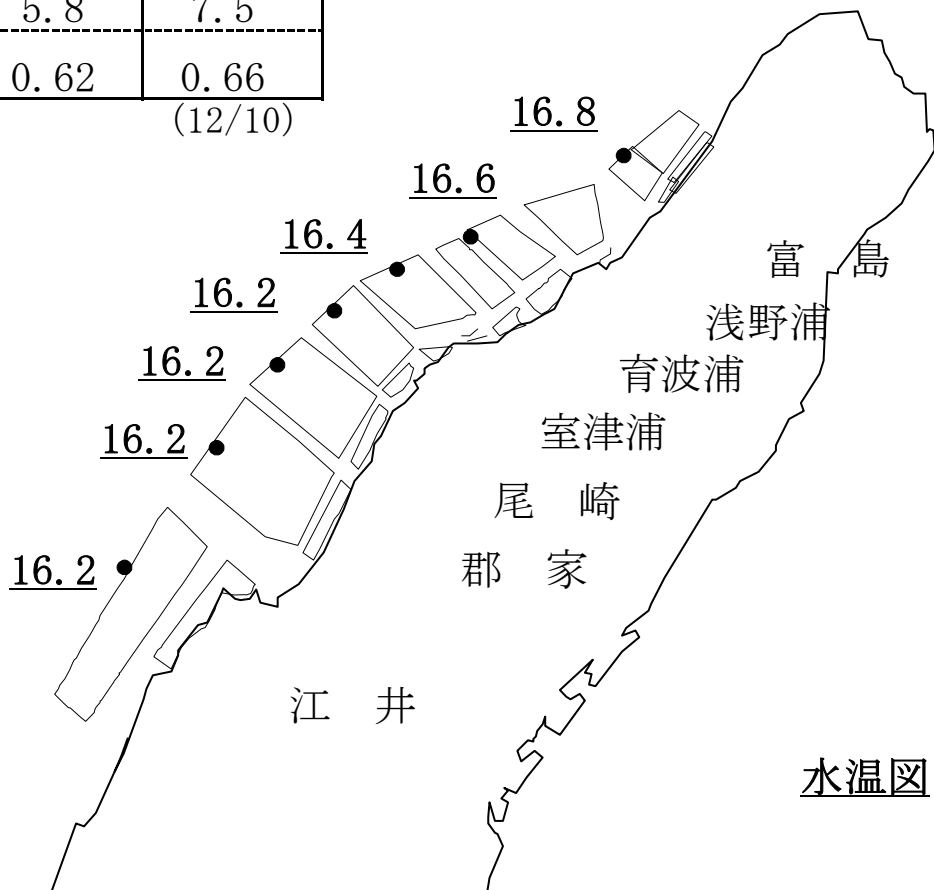 5.8 7.5
0.62 0.66
(12/10)
16.8
16.6
16.4
16.2
16.2
16.2
16.2
富 島
浅野浦
育波浦
室津浦
尾 崎
郡 家
江 井
水温図